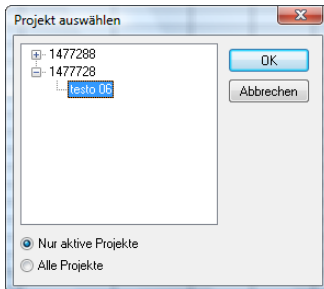 Projekt auswählen
1477288
1477728
testo 06
OK
Abbrechen
Nur aktive Projekte
Alle Projekte